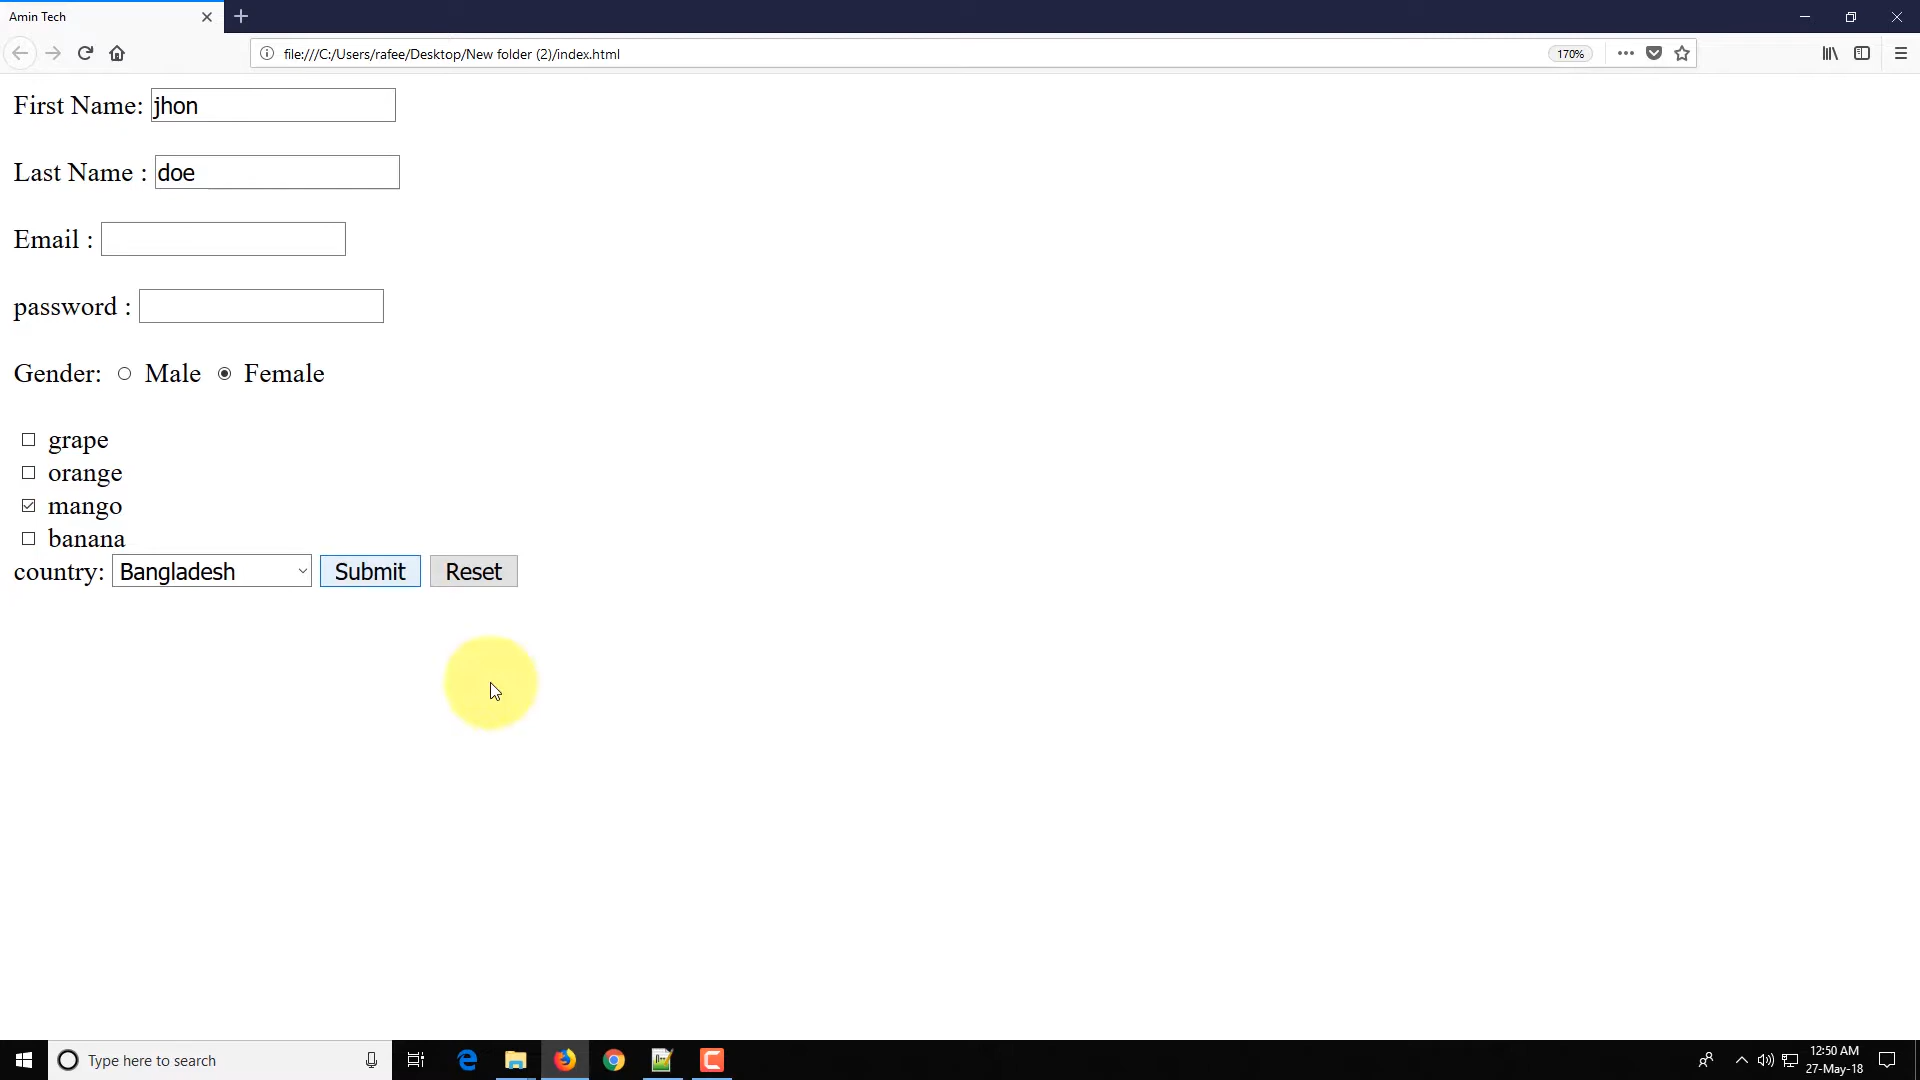 Amin Tech
file:///C:/Users/rafee/Desktop/New folder (2)/index.html 170%
First Name: jhon
Last Name : doe
Email :
password :
Gender: Male Female
grape
orange
mango
banana
country: Bangladesh Submit Reset
Type here to search
12:50 AM
27-May-18